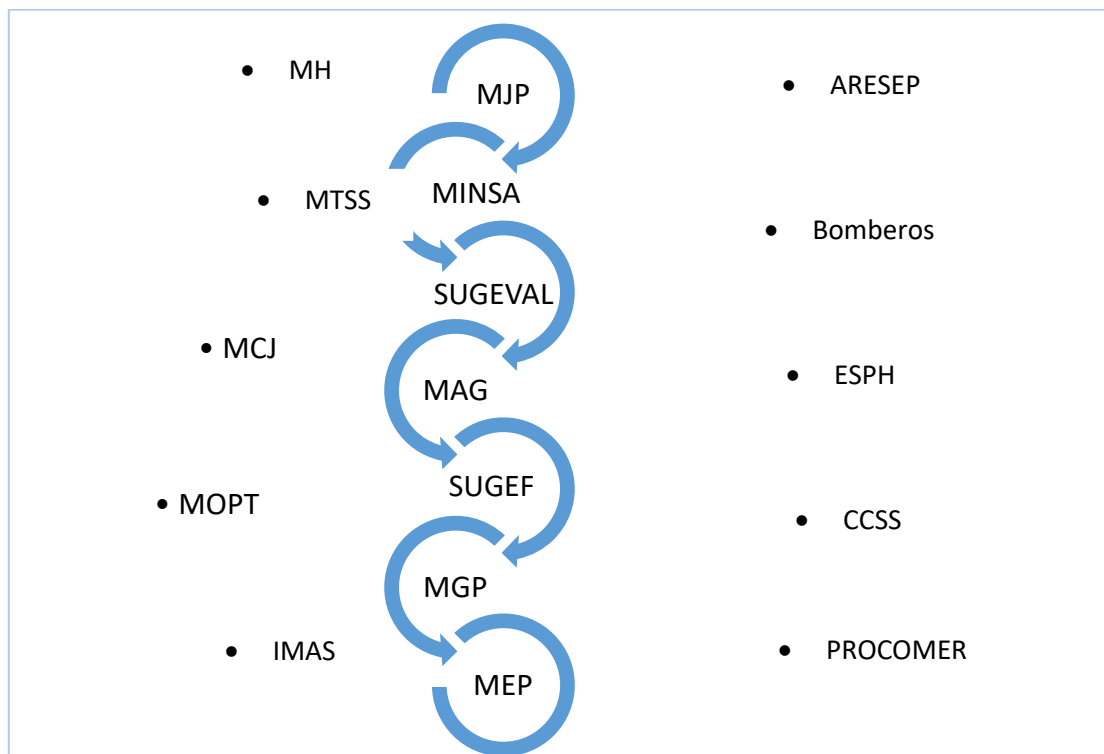 • MH
• MTSS
• MCJ
• MOPT
• IMAS
MJP
MINSA
SUGEVAL
MAG
SUGEF
MGP
MEP
• ARESEP
• Bomberos
• ESPH
• CCSS
• PROCOMER